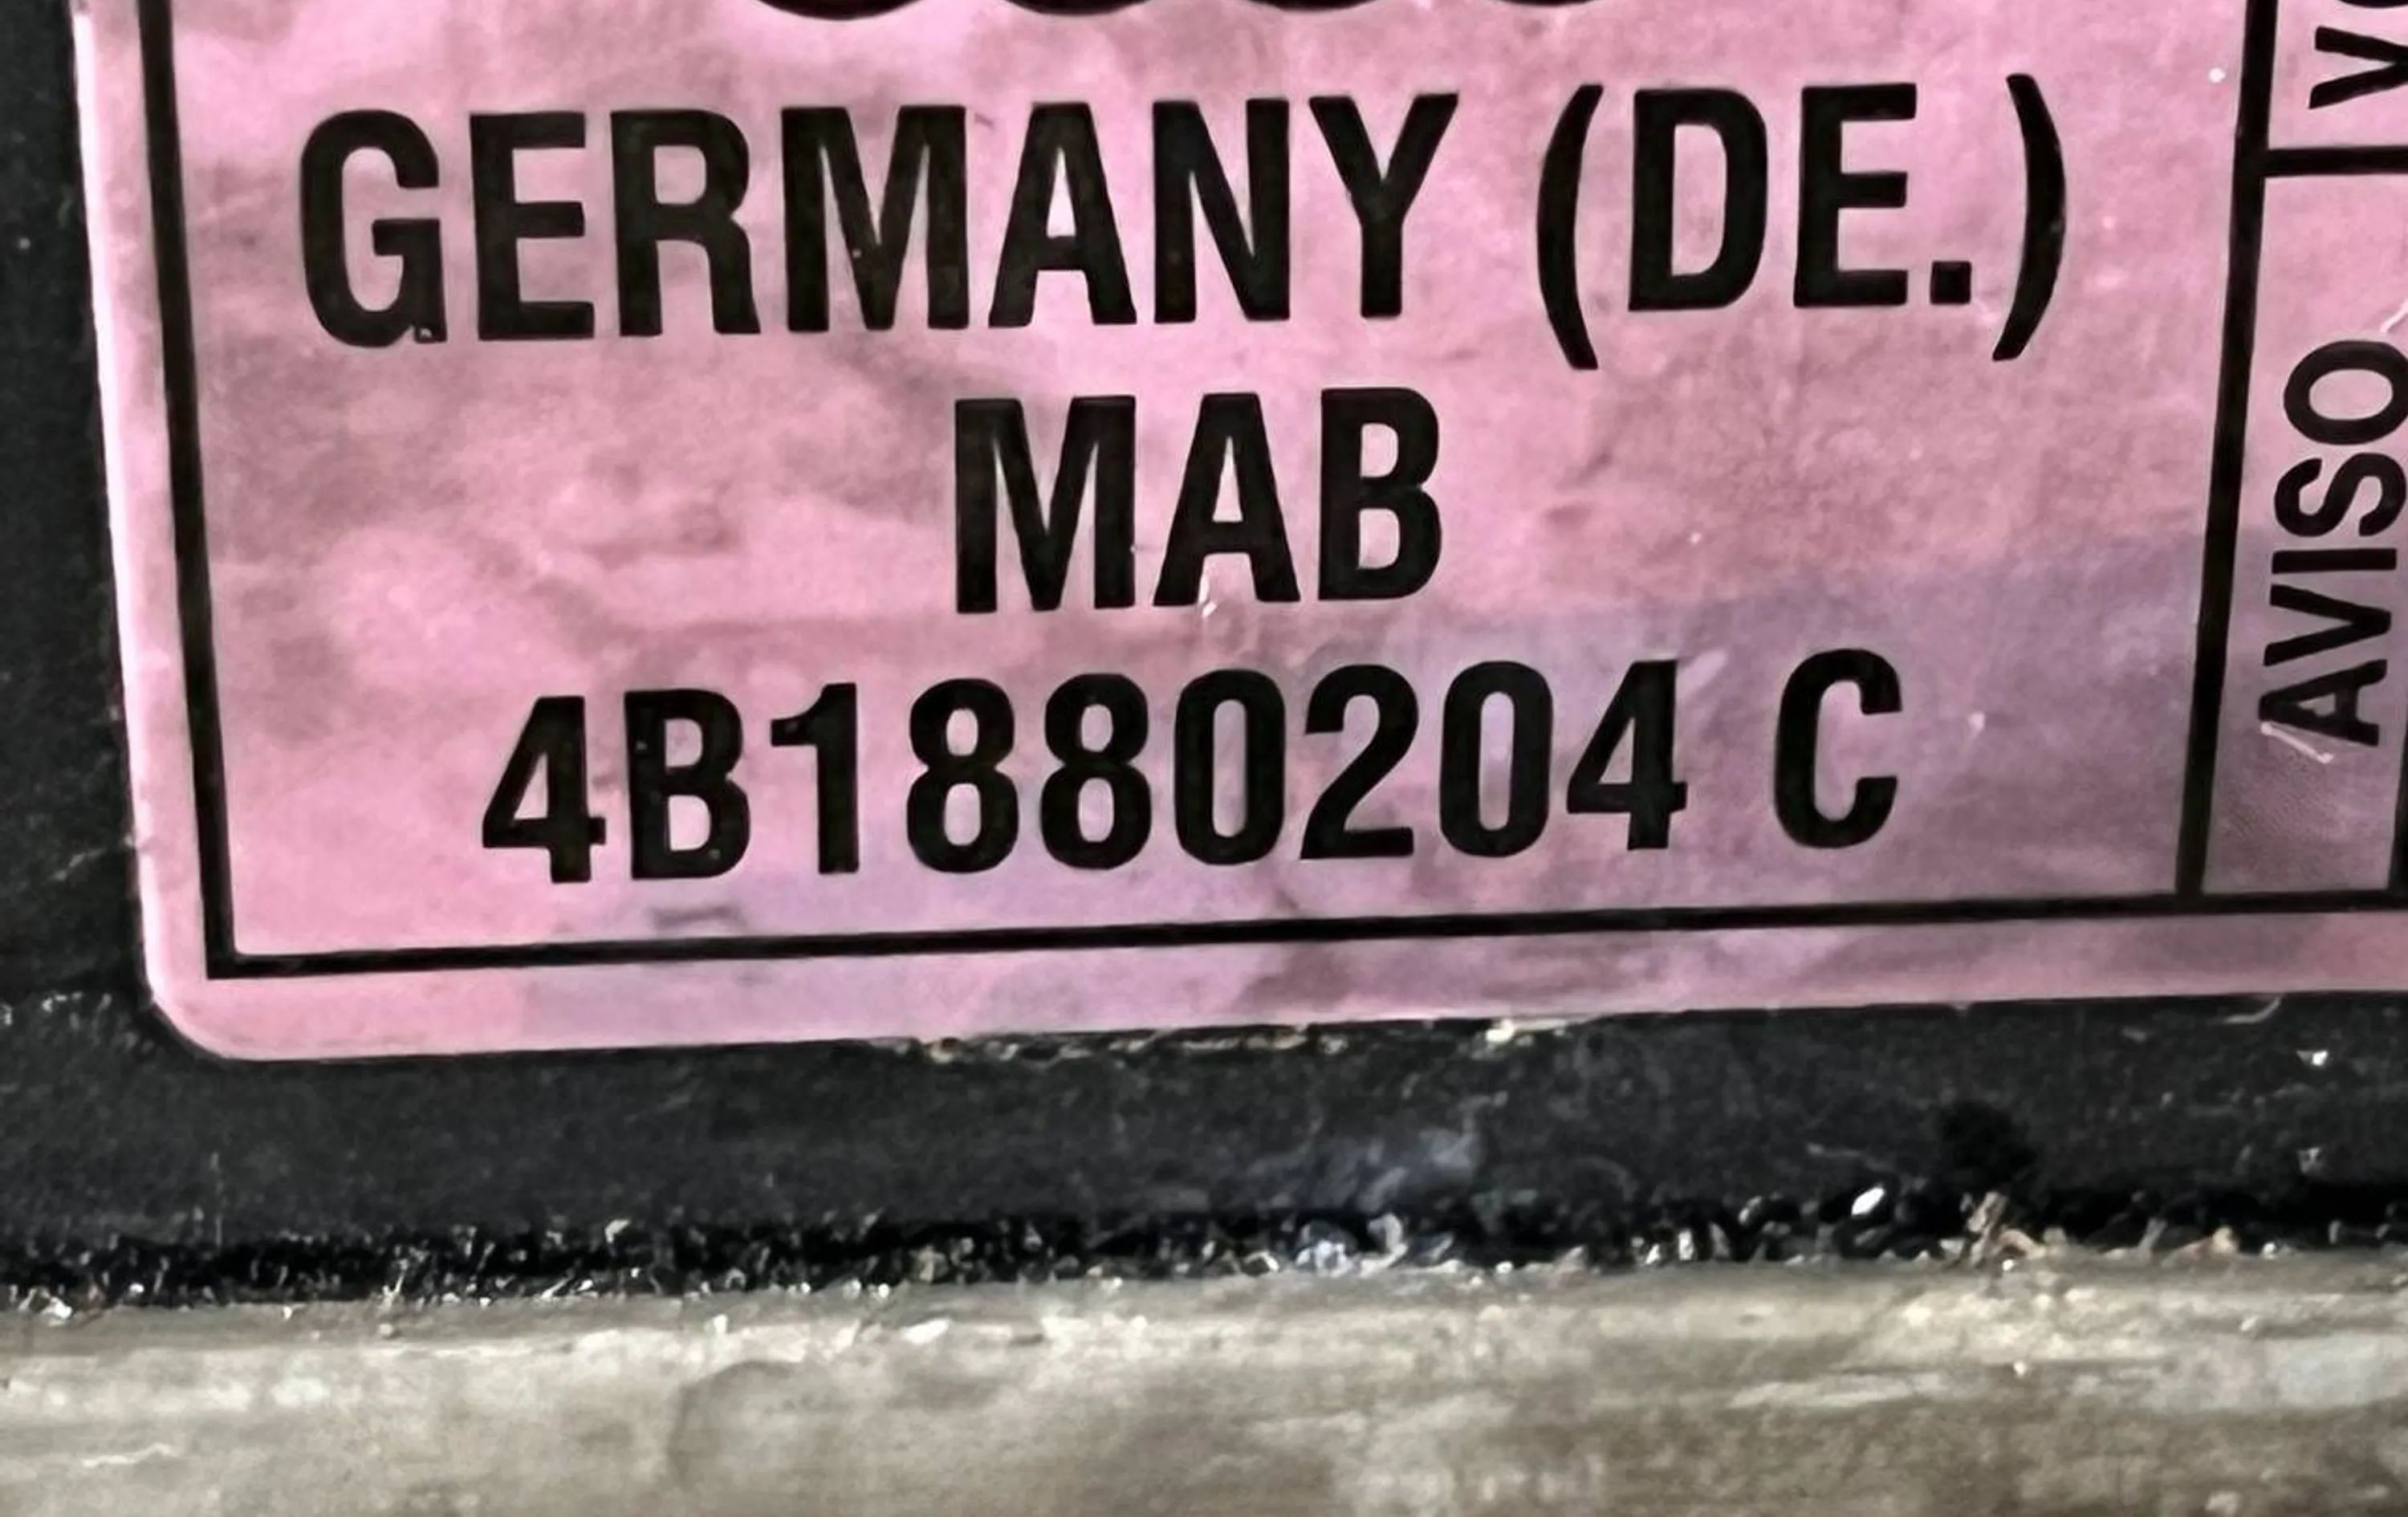 GERMANY (DE.)
MAB
4B1880204 C
AVISO